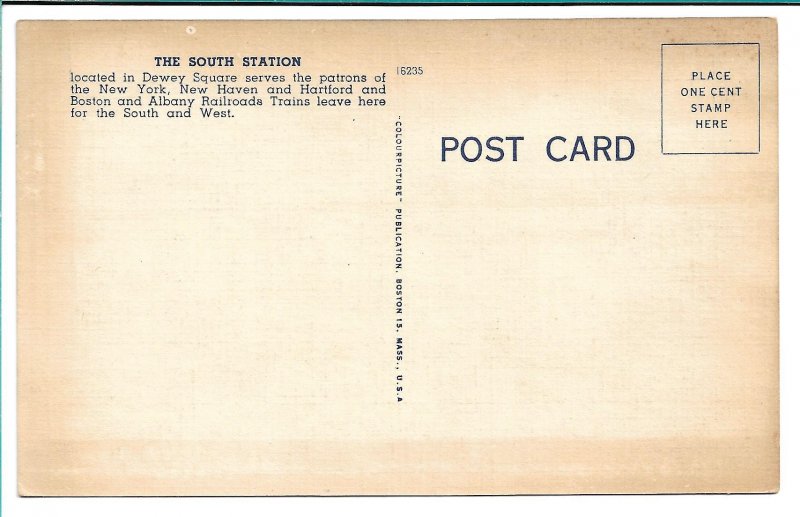 THE SOUTH STATION
located in Dewey Square serves the patrons of
the New York, New Haven and Hartford and
Boston and Albany Railroads Trains leave here
for the South and West.
16235
"COLOURPICTURE" PUBLICATION, BOSTON 15, MASS., U.S.A
POST CARD
PLACE
ONE CENT
STAMP
HERE